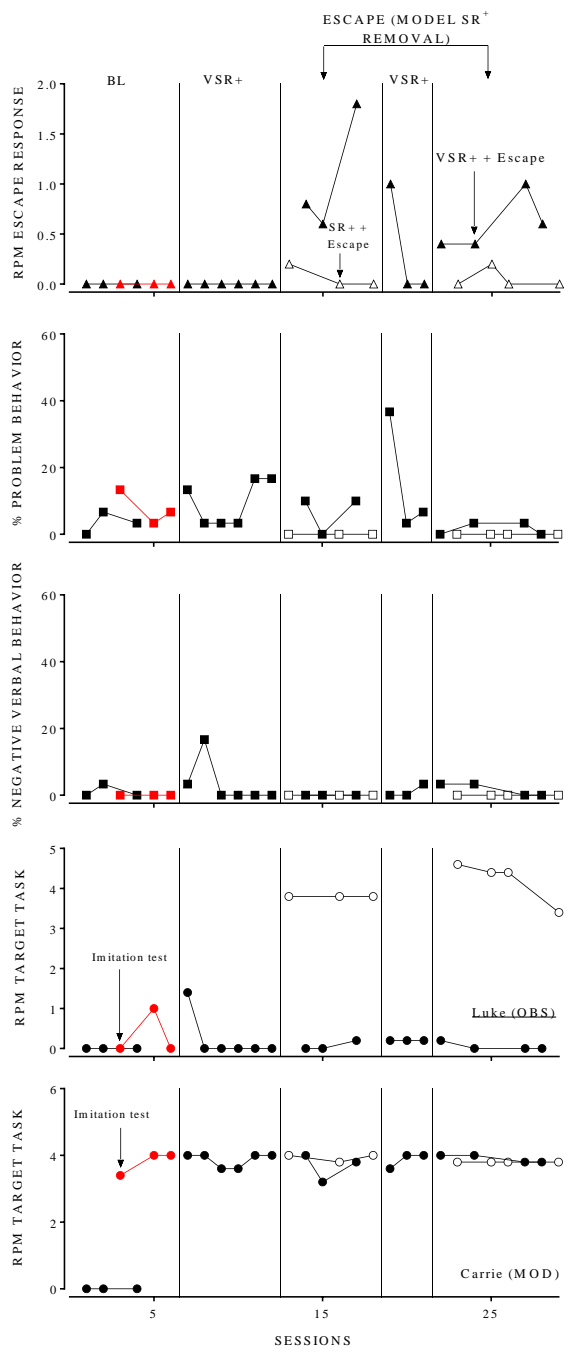 ESCAPE (MODEL SR+
REMOVAL)
BL
VSR+
VSR+
RPM ESCAPE RESPONSE
2.0
1.5
1.0
0.5
0.0
VSR+ + Escape
SR+ +
Escape
% PROBLEM BEHAVIOR
60
40
20
0
% NEGATIVE VERBAL BEHAVIOR
60
40
20
0
RPM TARGET TASK
5
4
3
2
1
0
Imitation test
Luke (OBS)
RPM TARGET TASK
6
4
2
0
Imitation test
Carrie (MOD)
5
15
25
SESSIONS